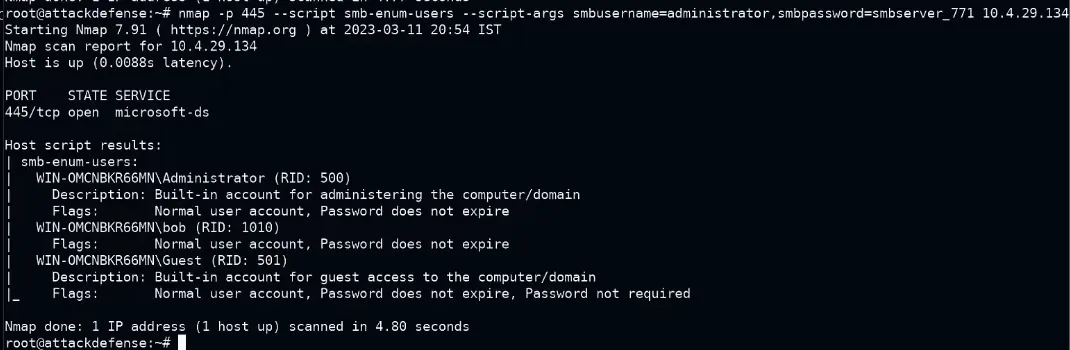 root@attackdefense:~# nmap -p 445 --script smb-enum-users --script-args smbusername=administrator,smbpassword=smbserver_771 10.4.29.134
Starting Nmap 7.91 ( https://nmap.org ) at 2023-03-11 20:54 IST
Nmap scan report for 10.4.29.134
Host is up (0.0088s latency).

PORT    STATE SERVICE
445/tcp open  microsoft-ds

Host script results:
| smb-enum-users:
|   WIN-OMCNBKR66MN\Administrator (RID: 500)
|     Description: Built-in account for administering the computer/domain
|     Flags:       Normal user account, Password does not expire
|   WIN-OMCNBKR66MN\bob (RID: 1010)
|     Flags:       Normal user account, Password does not expire
|   WIN-OMCNBKR66MN\Guest (RID: 501)
|     Description: Built-in account for guest access to the computer/domain
|_    Flags:       Normal user account, Password does not expire, Password not required

Nmap done: 1 IP address (1 host up) scanned in 4.80 seconds
root@attackdefense:~#